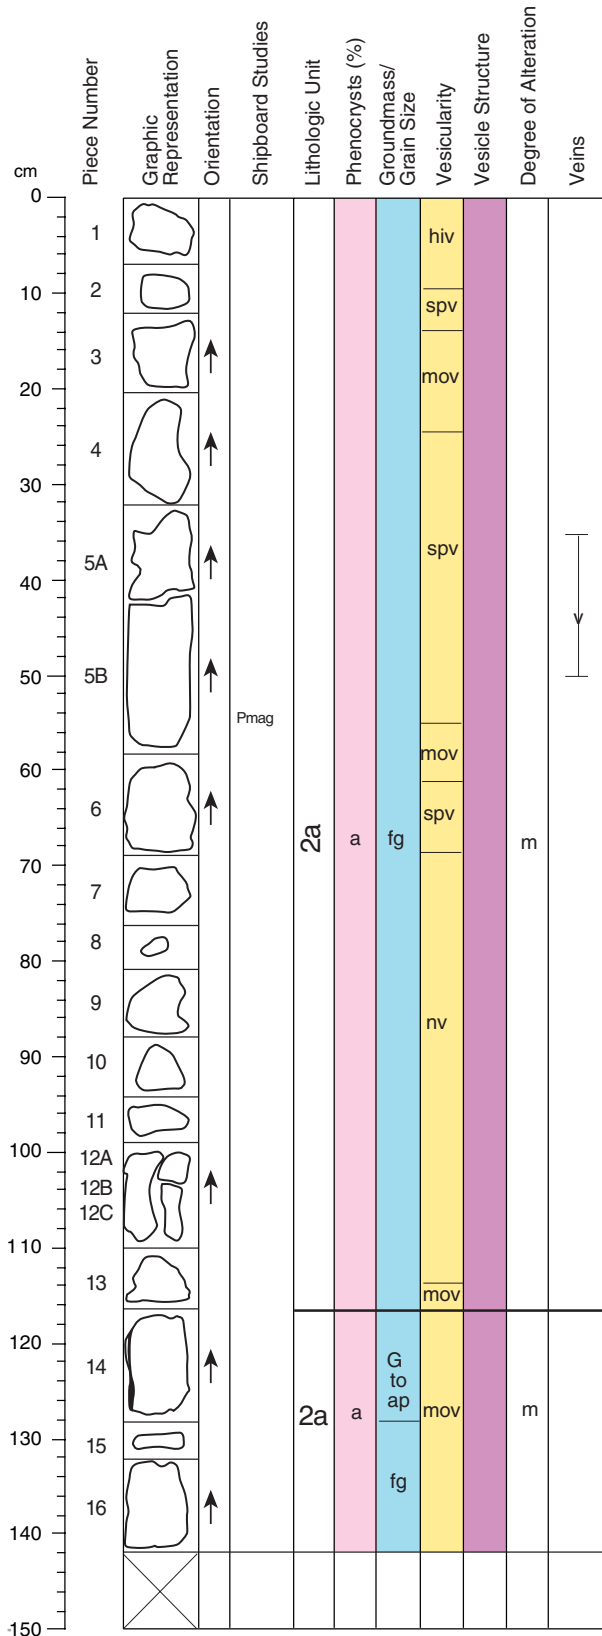 cm
Piece Number
Graphic
Representation
Orientation
Shipboard Studies
Lithologic Unit
Phenocrysts (%)
Groundmass/
Grain Size
Vesicularity
Vesicle Structure
Degree of Alteration
Veins
0
10
20
30
40
50
60
70
80
90
100
110
120
130
140
150
1
2
3
4
5A
5B
6
7
8
9
10
11
12A
12B
12C
13
14
15
16
Pmag
2a
2a
a
a
fg
G
to
ap
fg
hiv
spv
mov
spv
mov
spv
nv
mov
mov
m
m
v